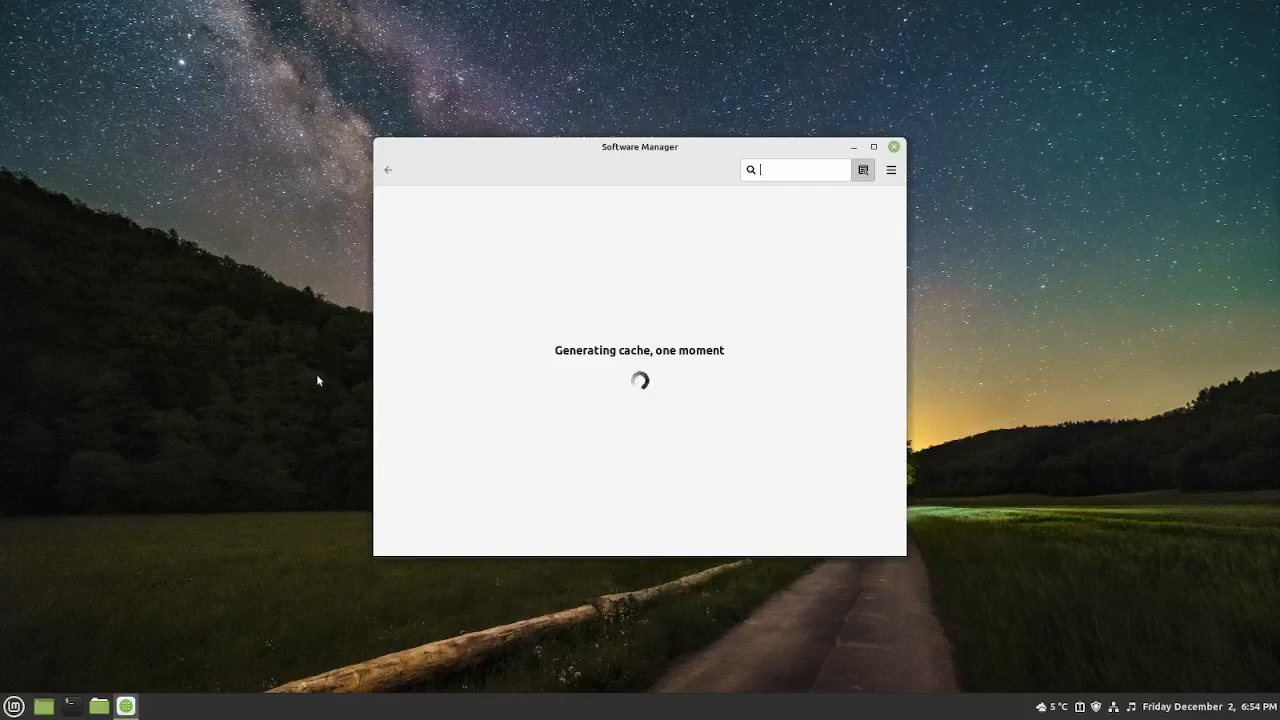 Software Manager
Generating cache, one moment
5 °C
Friday December 2, 6:54 PM